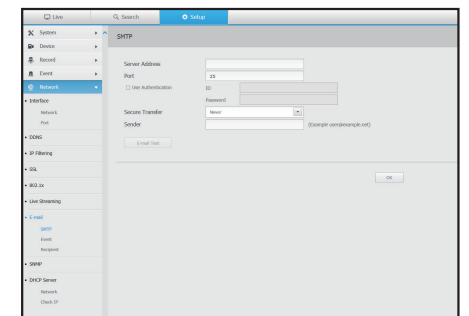 Live
Search
Setup
System
Device
Record
Event
Network
Interface
Network
Port
DDNS
IP Filtering
SSL
802.1x
Live Streaming
E-mail
SMTP
Event
Recipient
SNMP
DHCP Server
Network
Check IP
SMTP
Server Address
Port
25
Use Authentication
ID
Password
Secure Transfer
Never
Sender
(Example user@example.net)
E-mail Test
OK